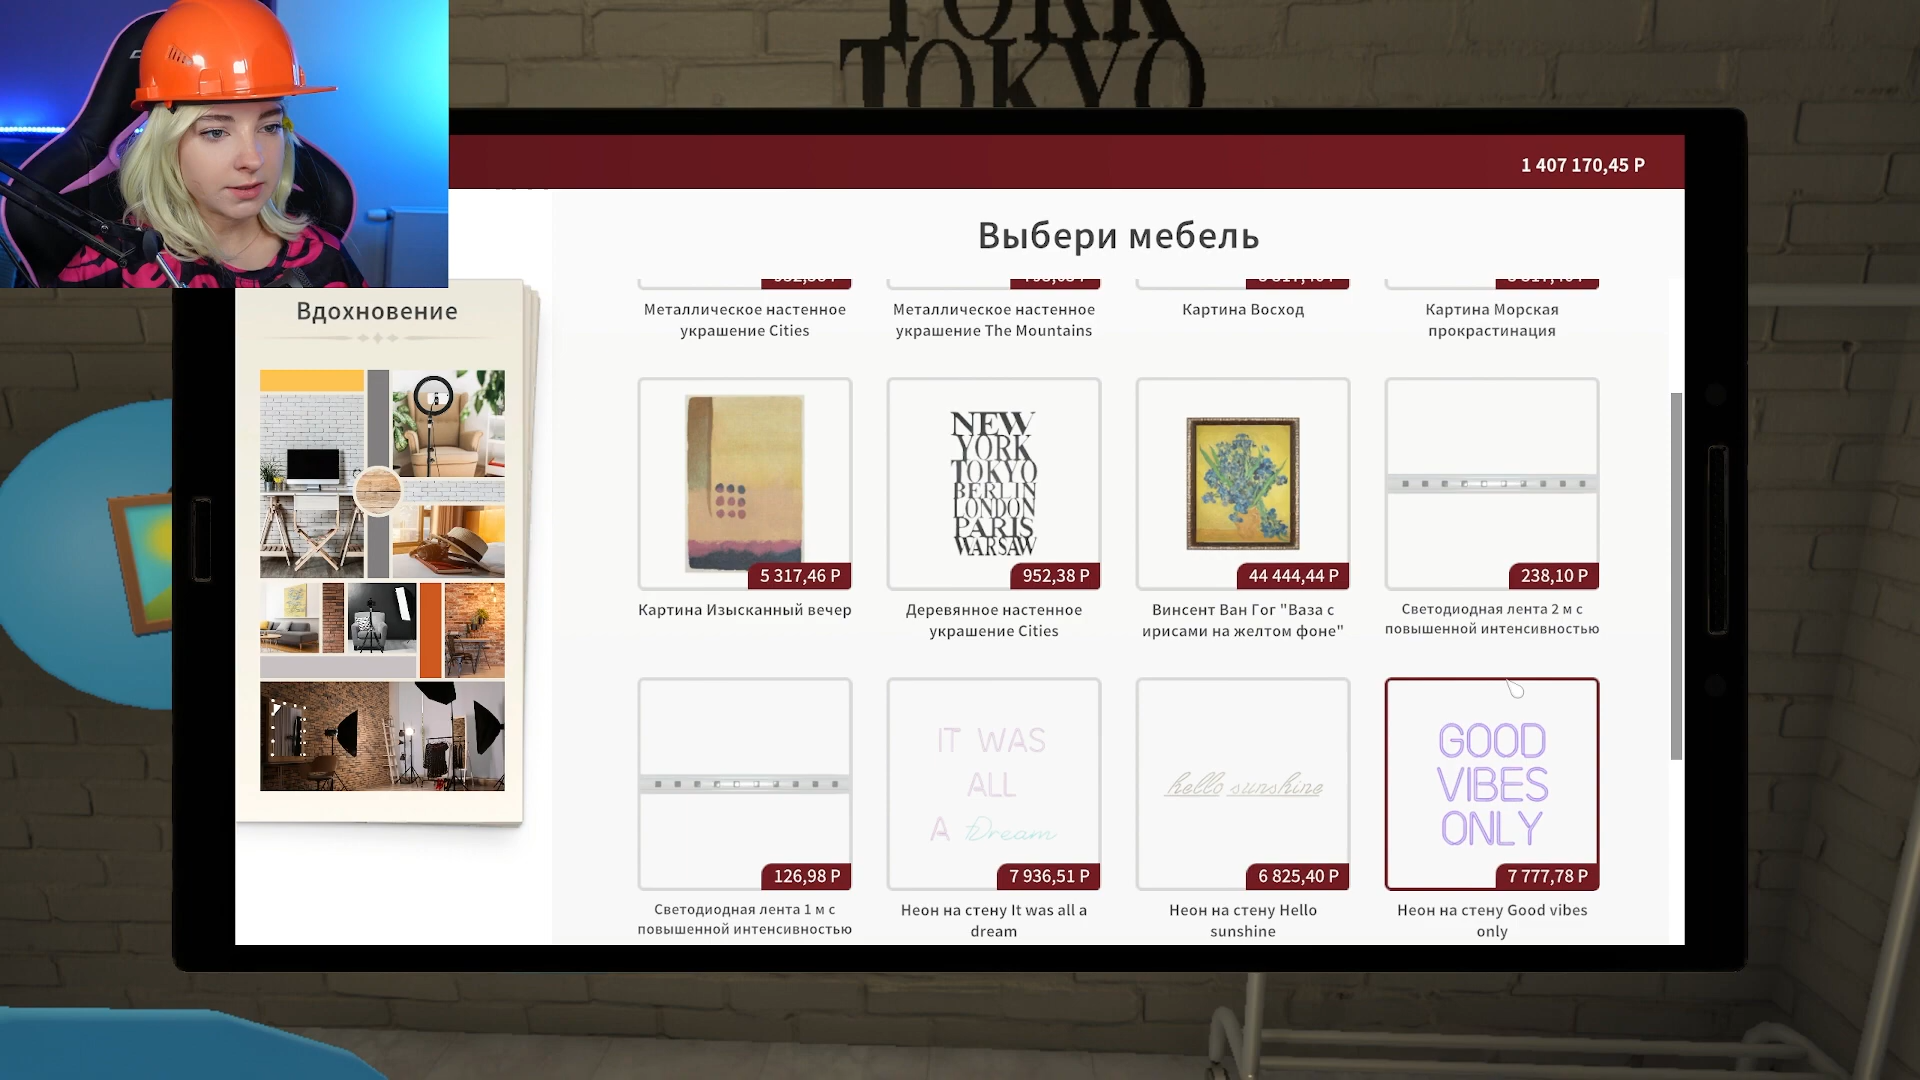 TOKYO
1 407 170,45 Р
Выбери мебель
Вдохновение
Металлическое настенное
украшение Cities
Металлическое настенное
украшение The Mountains
Картина Восход
Картина Морская
прокрастинация
NEW
YORK
TOKYO
BERLIN
LONDON
PARIS
WARSAW
5 317,46 Р
952,38 Р
44 444,44 Р
238,10 Р
Картина Изысканный вечер
Деревянное настенное
украшение Cities
Винсент Ван Гог "Ваза с
ирисами на желтом фоне"
Светодиодная лента 2 м с
повышенной интенсивностью
IT WAS
ALL
A Dream
hello sunshine
GOOD
VIBES
ONLY
126,98 Р
7 936,51 Р
6 825,40 Р
7 777,78 Р
Светодиодная лента 1 м с
повышенной интенсивностью
Неон на стену It was all a
dream
Неон на стену Hello
sunshine
Неон на стену Good vibes
only